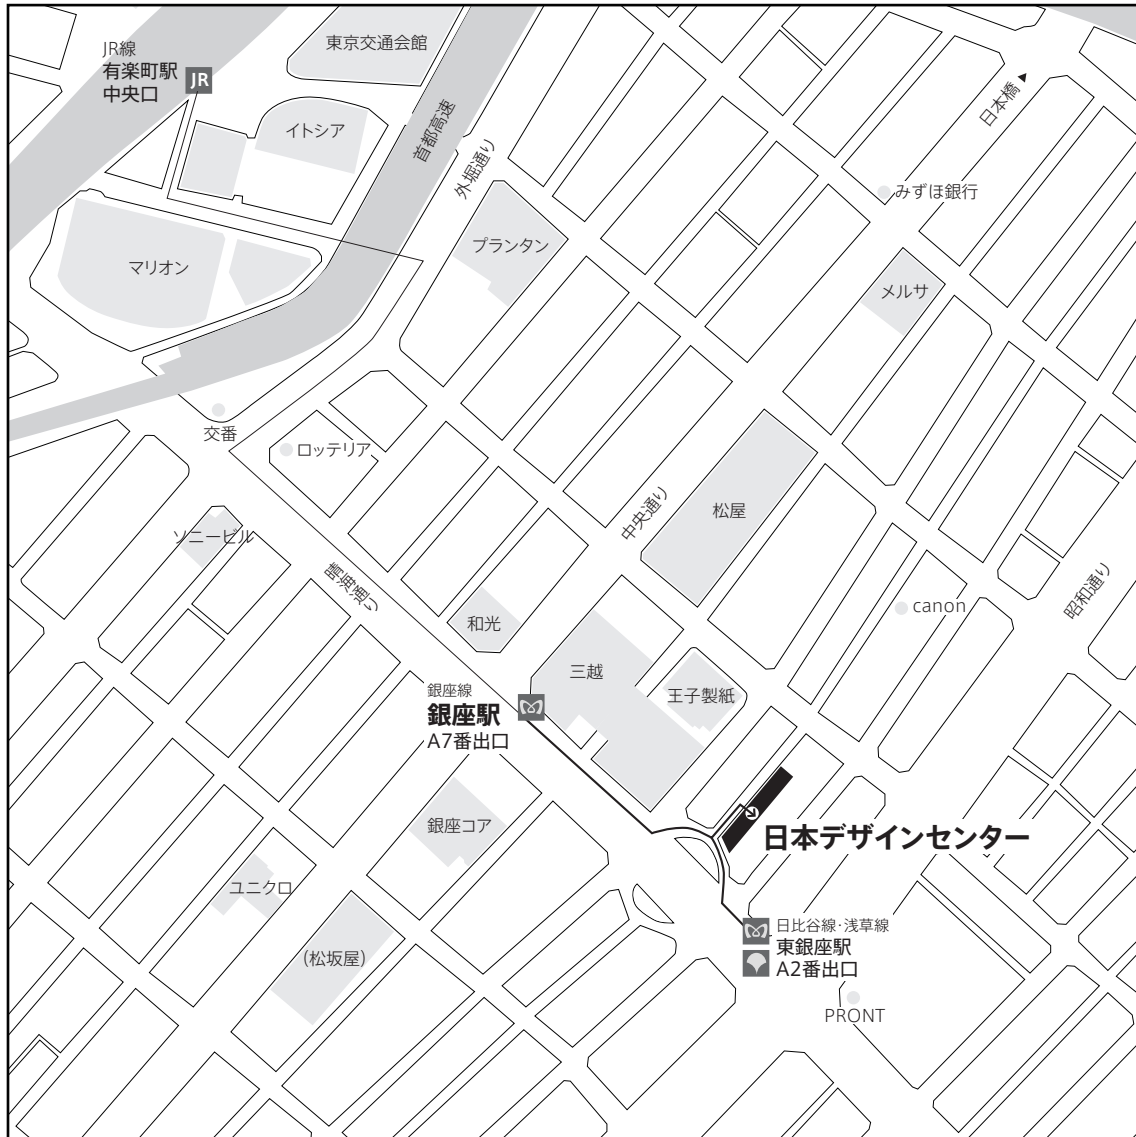 JR線
有楽町駅
中央口
JR
東京交通会館
イトシア
首都高速
外堀通り
日本橋▲
みずほ銀行
マリオン
プランタン
メルサ
交番
ロッテリア
中央通り
松屋
ソニービル
晴海通り
和光
canon
昭和通り
三越
王子製紙
銀座線
銀座駅
A7番出口
銀座コア
日本デザインセンター
ユニクロ
(松坂屋)
日比谷線・浅草線
東銀座駅
A2番出口
PRONT